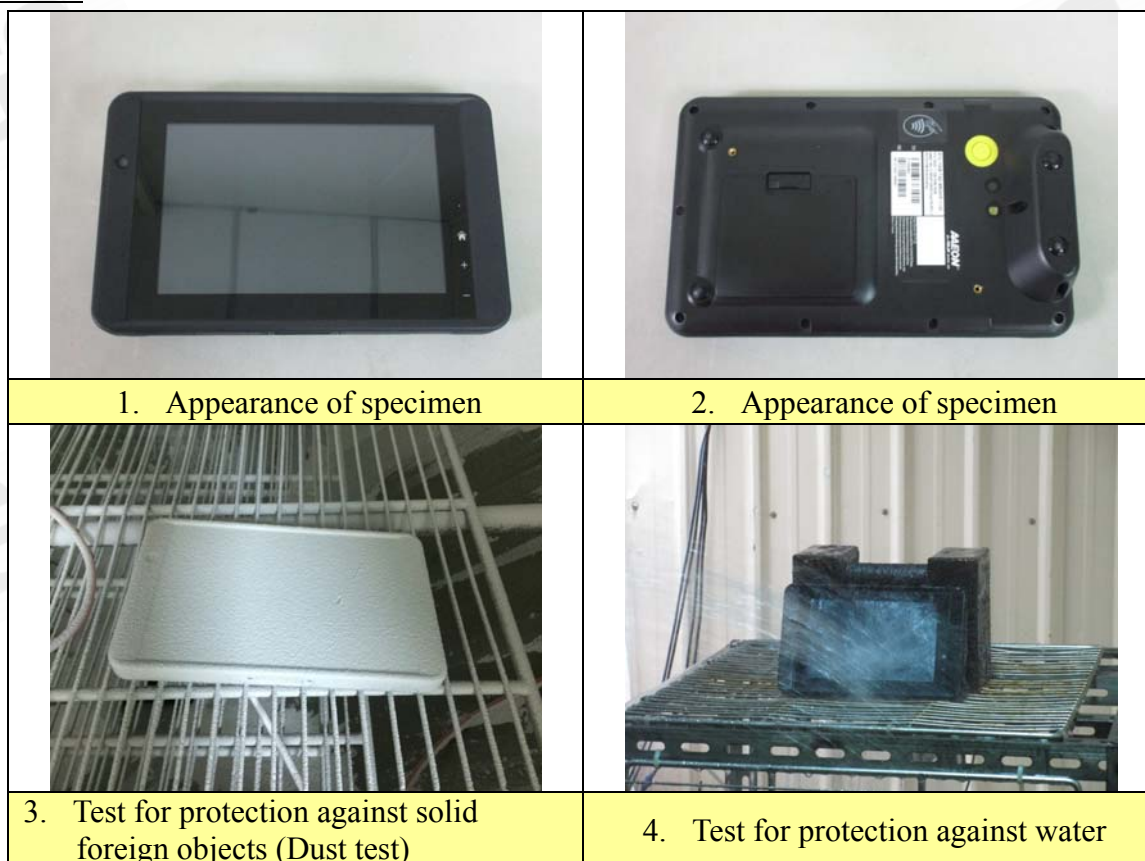 AAEON
1. Appearance of specimen
2. Appearance of specimen
3. Test for protection against solid
foreign objects (Dust test)
4. Test for protection against water